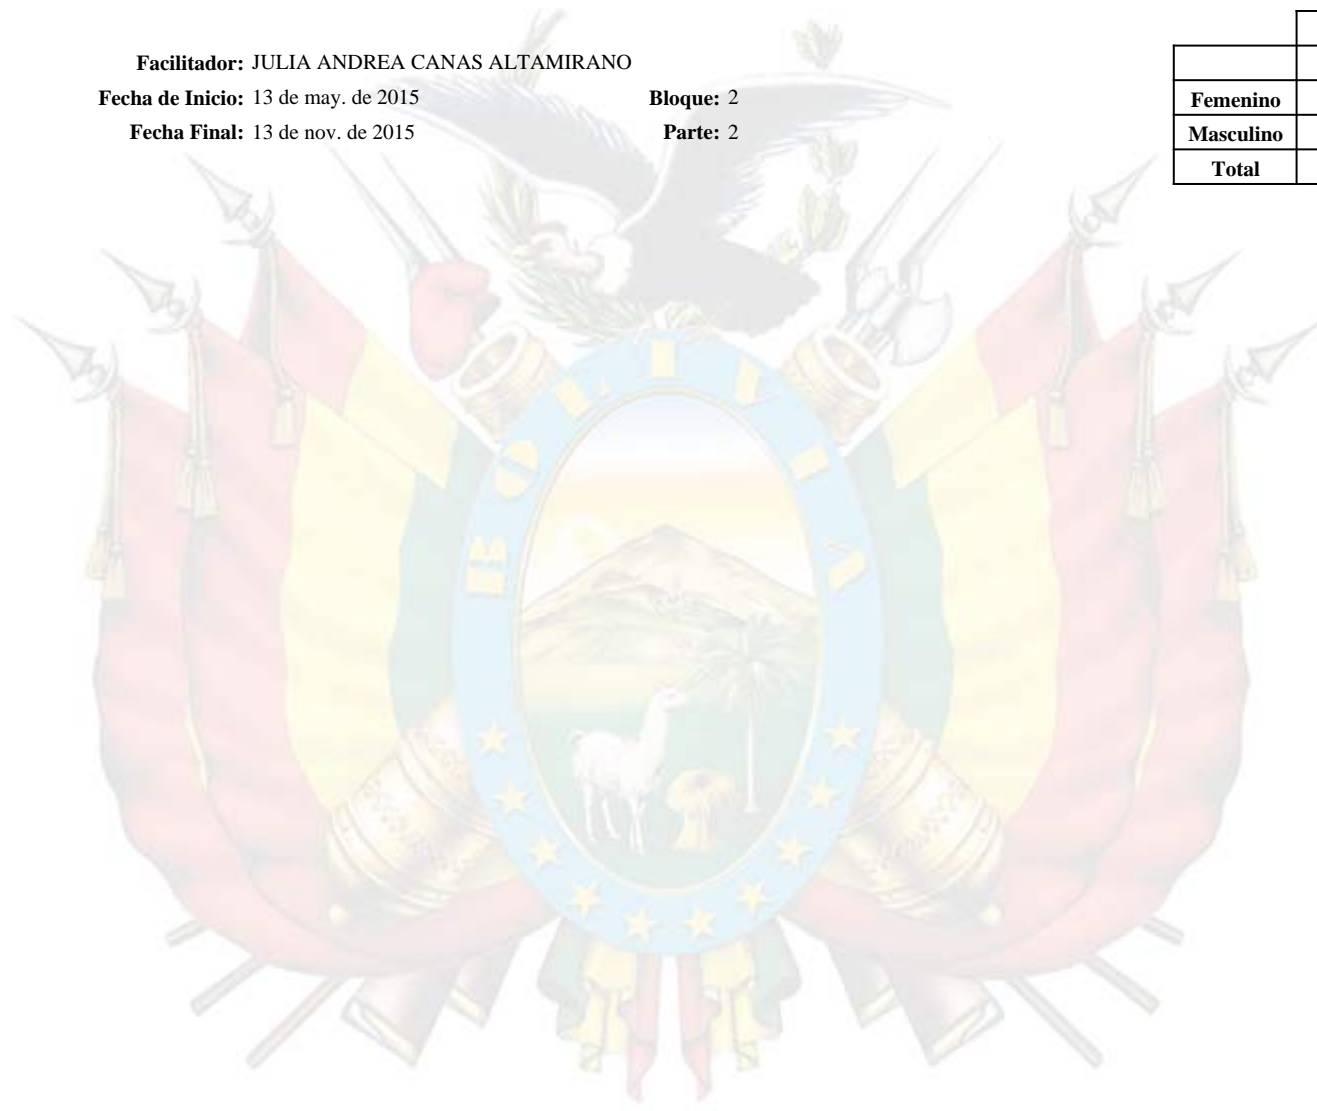 Facilitador: JULIA ANDREA CANAS ALTAMIRANO
Fecha de Inicio: 13 de may. de 2015 Bloque: 2
Fecha Final: 13 de nov. de 2015 Parte: 2
Femenino
Masculino
Total
BOLIVIA